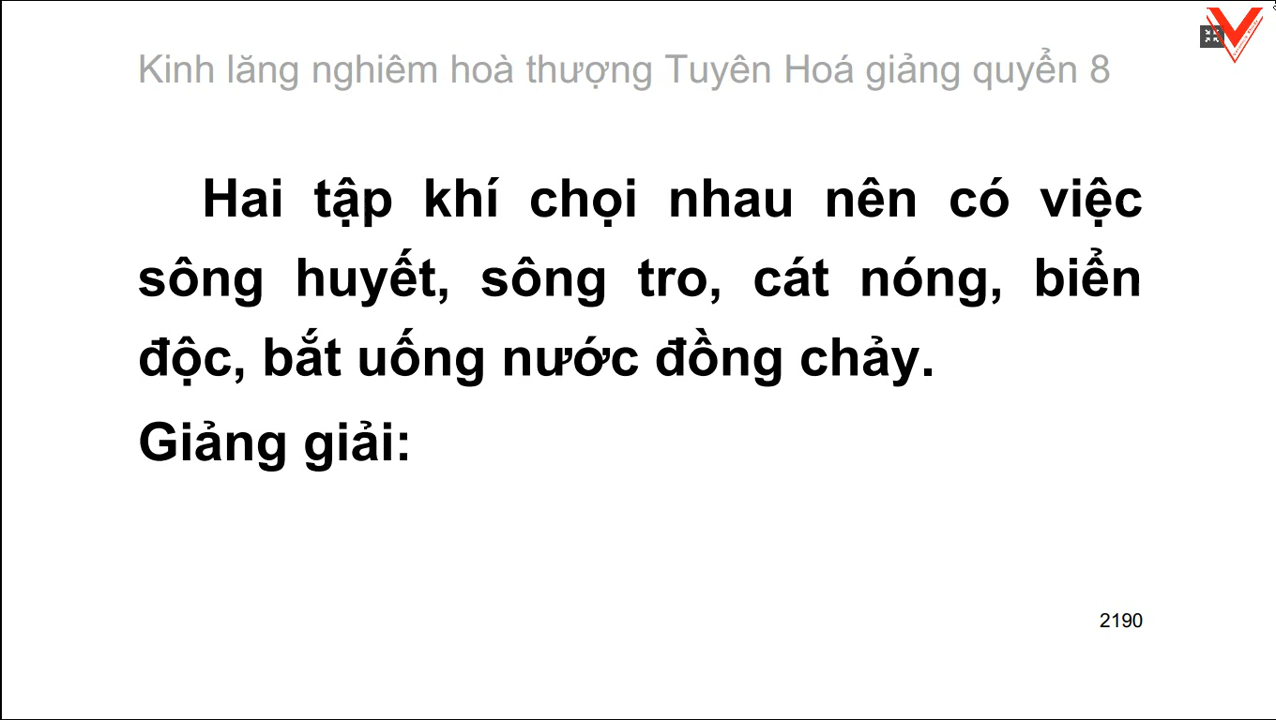 Kinh lăng nghiêm hoà thượng Tuyên Hoá giảng quyển 8
Hai tập khí chọi nhau nên có việc
sông huyết, sông tro, cát nóng, biển
độc, bắt uống nước đồng chảy.
Giảng giải:
2190